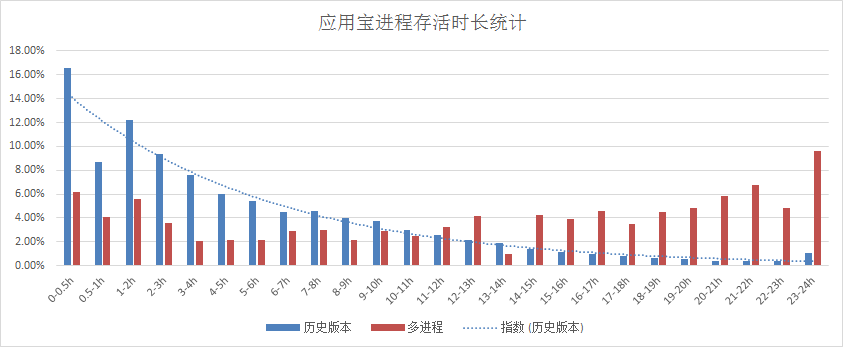 应用宝进程存活时长统计
18.00%
16.00%
14.00%
12.00%
10.00%
8.00%
6.00%
4.00%
2.00%
0.00%
0-0.5h
0.5-1h
1-2h
2-3h
3-4h
4-5h
5-6h
6-7h
7-8h
8-9h
9-10h
10-11h
11-12h
12-13h
13-14h
14-15h
15-16h
16-17h
17-18h
18-19h
19-20h
20-21h
21-22h
22-23h
23-24h
历史版本
多进程
指数 (历史版本)